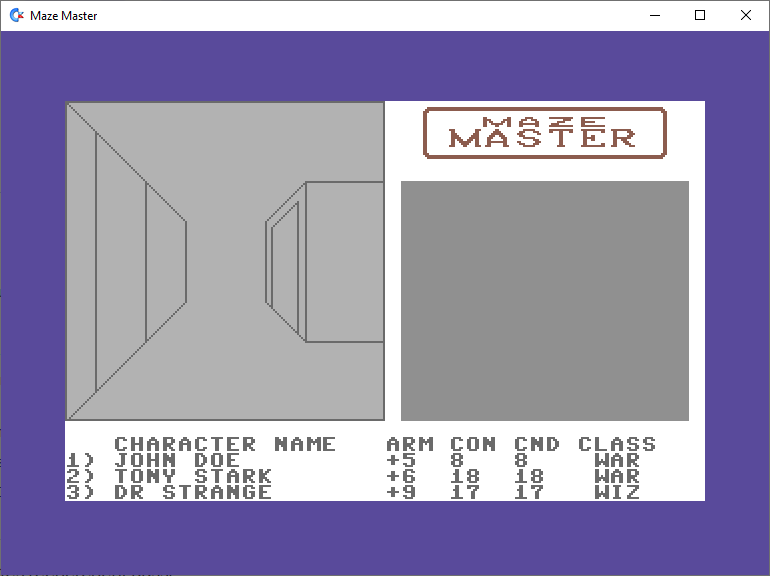 Maze Master
MAZE
MASTER
CHARACTER NAME ARM CON CND CLASS
1) JOHN DOE +5 8 8 WAR
2) TONY STARK +6 18 18 WAR
3) DR STRANGE +9 17 17 WIZ